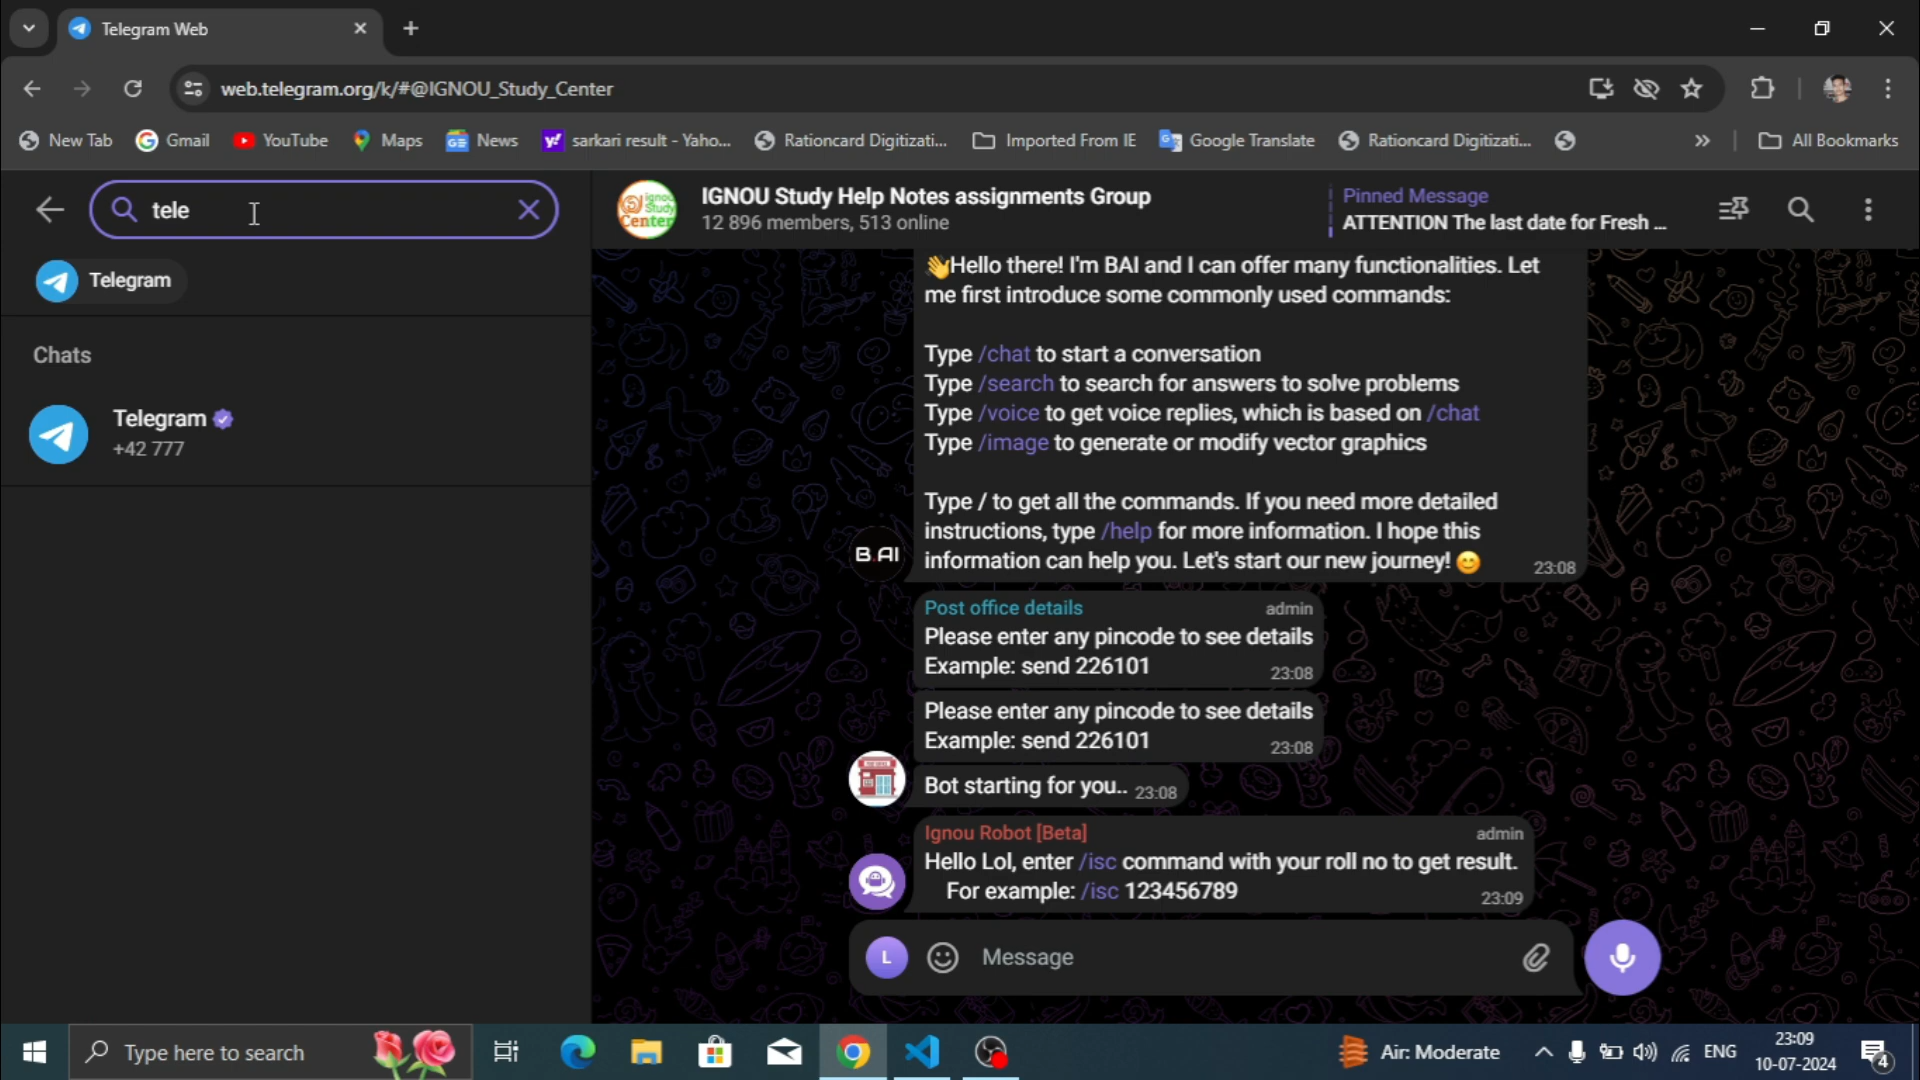 Telegram Web
web.telegram.org/k/#@IGNOU_Study_Center
New Tab
Gmail
YouTube
Maps
News
sarkari result - Yaho...
Rationcard Digitizati...
Imported From IE
Google Translate
Rationcard Digitizati...
All Bookmarks
tele
Telegram
Chats
Telegram
+42 777
IGNOU Study Help Notes assignments Group
12 896 members, 513 online
Pinned Message
ATTENTION The last date for Fresh ...
👋Hello there! I'm BAI and I can offer many functionalities. Let
me first introduce some commonly used commands:
Type /chat to start a conversation
Type /search to search for answers to solve problems
Type /voice to get voice replies, which is based on /chat
Type /image to generate or modify vector graphics
Type / to get all the commands. If you need more detailed
instructions, type /help for more information. I hope this
information can help you. Let's start our new journey! 😊 23:08
B.AI
Post office details admin
Please enter any pincode to see details
Example: send 226101 23:08
Please enter any pincode to see details
Example: send 226101 23:08
Bot starting for you.. 23:08
Ignou Robot [Beta] admin
Hello Lol, enter /isc command with your roll no to get result.
For example: /isc 123456789 23:09
L
Message
Type here to search
Air: Moderate
ENG
23:09
10-07-2024
4